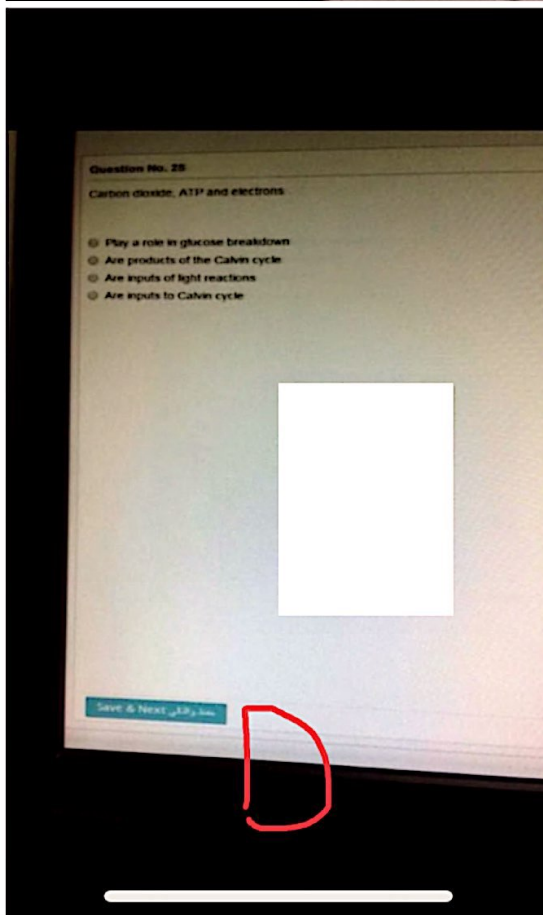 Question No. 28
Carbon dioxide, ATP and electrons
Play a role in glucose breakdown
Are products of the Calvin cycle
Are inputs of light reactions
Are inputs to Calvin cycle
Save & Next
D